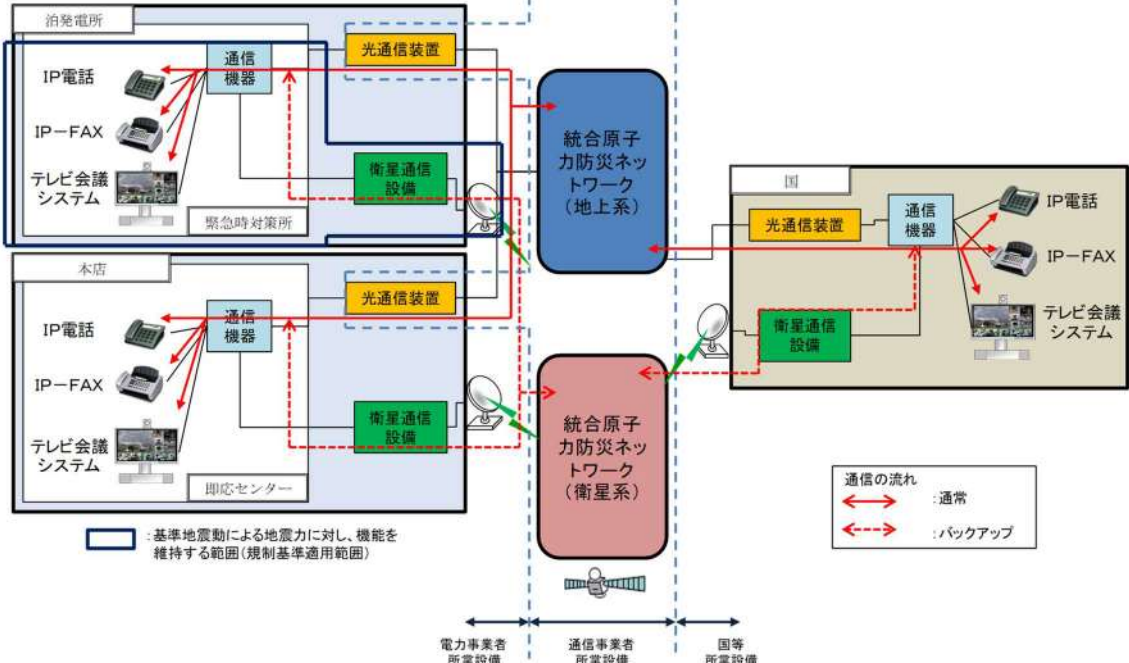 泊発電所
通信
機器
光通信装置
IP電話
IP－FAX
テレビ会議
システム
衛星通信
設備
緊急時対策所
統合原子
力防災ネッ
トワーク
（地上系）
国
光通信装置
通信
機器
IP電話
IP－FAX
テレビ会議
システム
衛星通信
設備
本店
通信
機器
光通信装置
IP電話
IP－FAX
テレビ会議
システム
衛星通信
設備
即応センター
統合原子
力防災ネッ
トワーク
（衛星系）
通信の流れ
：通常
：バックアップ
：基準地震動による地震力に対し、機能を
維持する範囲（規制基準適用範囲）
電力事業者
所掌設備
通信事業者
所掌設備
国等
所掌設備